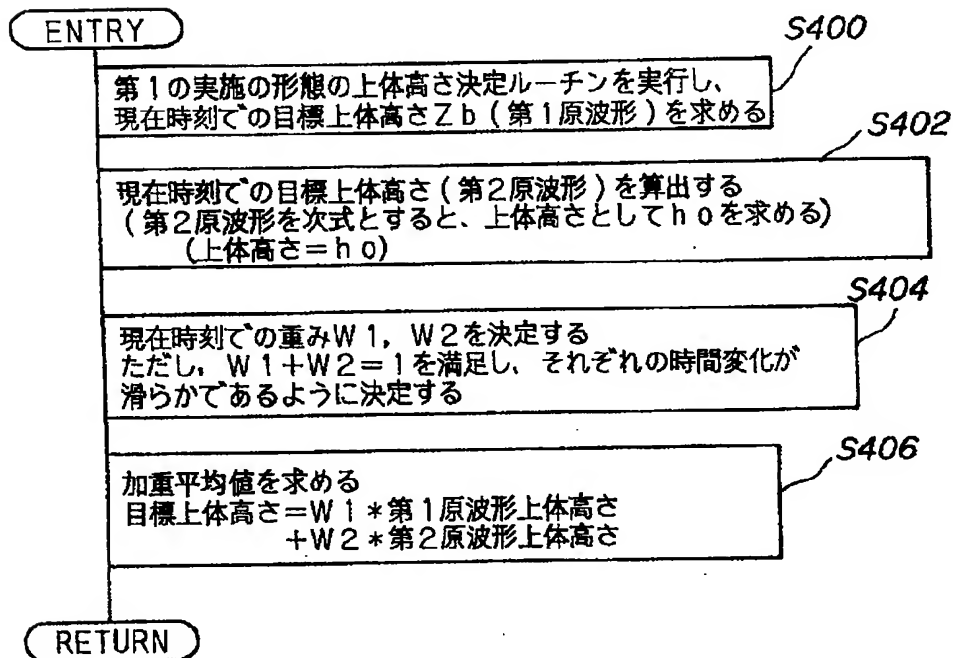 ENTRY
S400
第1の実施の形態の上体高さ決定ルーチンを実行し、
現在時刻での目標上体高さZb(第1原波形)を求める
S402
現在時刻での目標上体高さ(第2原波形)を算出する
(第2原波形を次式とすると、上体高さとしてhoを求める)
(上体高さ=ho)
S404
現在時刻での重みW1,W2を決定する
ただし,W1+W2=1を満足し、それぞれの時間変化が
滑らかであるように決定する
S406
加重平均値を求める
目標上体高さ=W1*第1原波形上体高さ
+W2*第2原波形上体高さ
RETURN